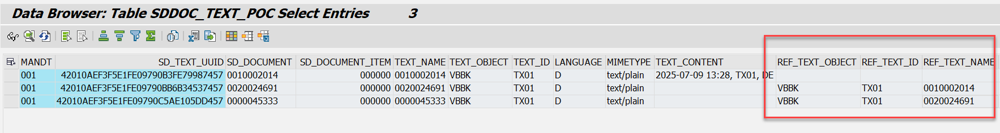 Data Browser: Table SDDOC_TEXT_POC Select Entries 3
MANDT SD_TEXT_UUID SD_DOCUMENT SD_DOCUMENT_ITEM TEXT_NAME TEXT_OBJECT TEXT_ID LANGUAGE MIMETYPE TEXT_CONTENT REF_TEXT_OBJECT REF_TEXT_ID REF_TEXT_NAME
001 42010AEF3F5E1FE09790B3FE79987457 0010002014 000000 0010002014 VBBK TX01 D text/plain 2025-07-09 13:28, TX01, DE
001 42010AEF3F5E1FE09790BB6B34537457 0020024691 000000 0020024691 VBBK TX01 D text/plain VBBK TX01 0010002014
001 42010AEF3F5E1FE09790C5AE105DD457 0000045333 000000 0000045333 VBBK TX01 D text/plain VBBK TX01 0020024691